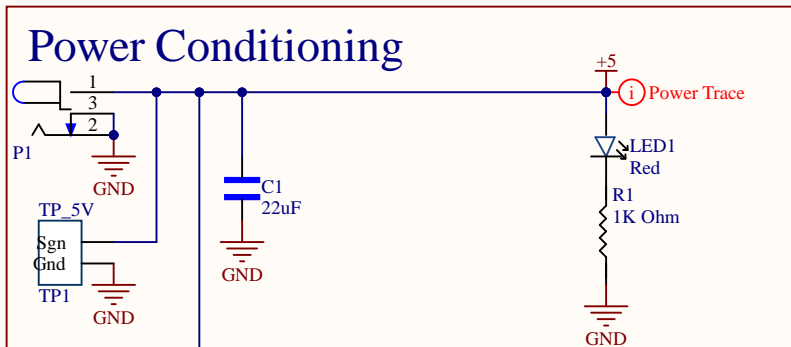 Power Conditioning
+5
i Power Trace
1
3
2
P1
GND
LED1
Red
C1
22uF
R1
1K Ohm
TP_5V
Sgn
Gnd
TP1
GND
GND
GND